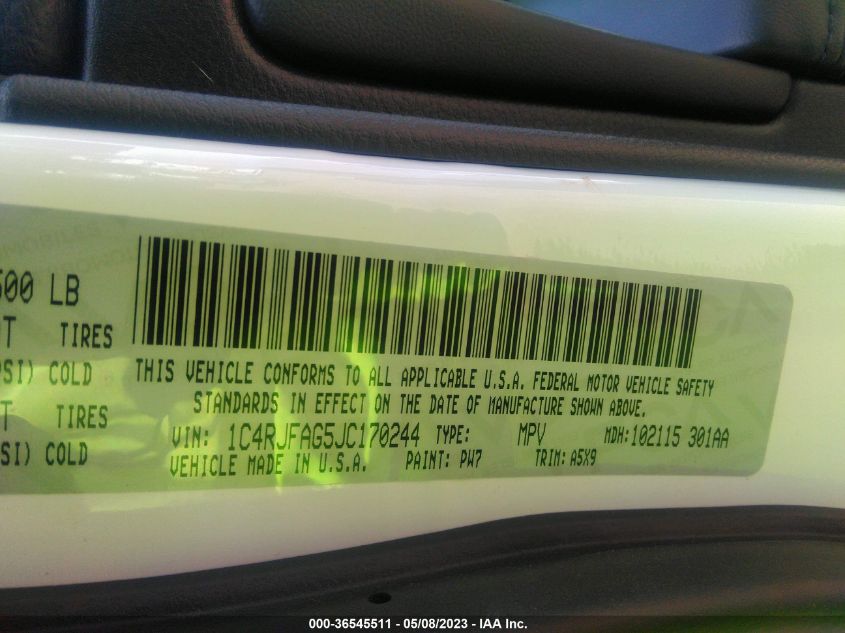 500 LB
TIRES
PSI) COLD
TIRES
SI) COLD
THIS VEHICLE CONFORMS TO ALL APPLICABLE U.S.A. FEDERAL MOTOR VEHICLE SAFETY
STANDARDS IN EFFECT ON THE DATE OF MANUFACTURE SHOWN ABOVE.
VIN: 1C4RJFAG5JC170244 TYPE: MPV MDH:102115 301AA
VEHICLE MADE IN U.S.A. PAINT: PW7 TRIM: A5X9
000-36545511 - 05/08/2023 - IAA Inc.